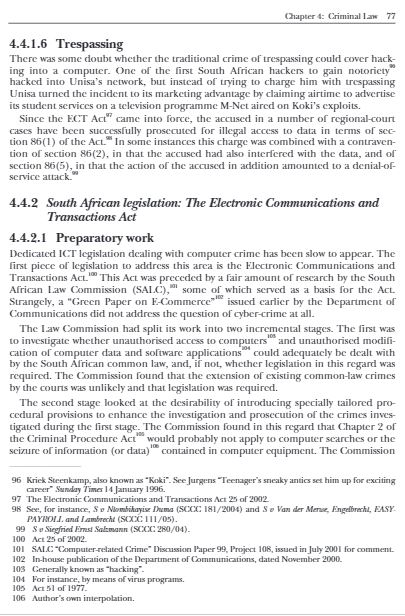 Chapter 4: Criminal Law 77
4.4.1.6 Trespassing
There was some doubt whether the traditional crime of trespassing could cover hack-
ing into a computer. One of the first South African hackers to gain notoriety96
hacked into Unisa's network, but instead of trying to charge him with trespassing
Unisa turned the incident to its marketing advantage by claiming airtime to advertise
its student services on a television programme M-Net aired on Koki's exploits.
Since the ECT Act97 came into force, the accused in a number of regional-court
cases have been successfully prosecuted for illegal access to data in terms of sec-
tion 86(1) of the Act.98 In some instances this charge was combined with a contraven-
tion of section 86(2), in that the accused had also interfered with the data, and of
section 86(5), in that the action of the accused in addition amounted to a denial-of-
service attack.99
4.4.2 South African legislation: The Electronic Communications and
Transactions Act
4.4.2.1 Preparatory work
Dedicated ICT legislation dealing with computer crime has been slow to appear. The
first piece of legislation to address this area is the Electronic Communications and
Transactions Act.100 This Act was preceded by a fair amount of research by the South
African Law Commission (SALC),101 some of which served as a basis for the Act.
Strangely, a "Green Paper on E-Commerce"102 issued earlier by the Department of
Communications did not address the question of cyber-crime at all.
The Law Commission had split its work into two incremental stages. The first was
to investigate whether unauthorised access to computers103 and unauthorised modifi-
cation of computer data and software applications104 could adequately be dealt with
by the South African common law, and, if not, whether legislation in this regard was
required. The Commission found that the extension of existing common-law crimes
by the courts was unlikely and that legislation was required.
The second stage looked at the desirability of introducing specially tailored pro-
cedural provisions to enhance the investigation and prosecution of the crimes inves-
tigated during the first stage. The Commission found in this regard that Chapter 2 of
the Criminal Procedure Act105 would probably not apply to computer searches or the
seizure of information (or data)106 contained in computer equipment. The Commission
96 Kriek Steenkamp, also known as "Koki". See Jurgens "Teenager's sneaky antics set him up for exciting
career" Sunday Times 14 January 1996.
97 The Electronic Communications and Transactions Act 25 of 2002.
98 See, for instance, S v Ntombikayise Duma (SCCC 181/2004) and S v Van der Merwe, Engelbrecht, EASY-
PAYROLL and Lambrecht (SCCC 111/05).
99 S v Siegfried Ernst Salzmann (SCCC 280/04).
100 Act 25 of 2002.
101 SALC "Computer-related Crime" Discussion Paper 99, Project 108, issued in July 2001 for comment.
102 In-house publication of the Department of Communications, dated November 2000.
103 Generally known as "hacking".
104 For instance, by means of virus programs.
105 Act 51 of 1977.
106 Author's own interpolation.